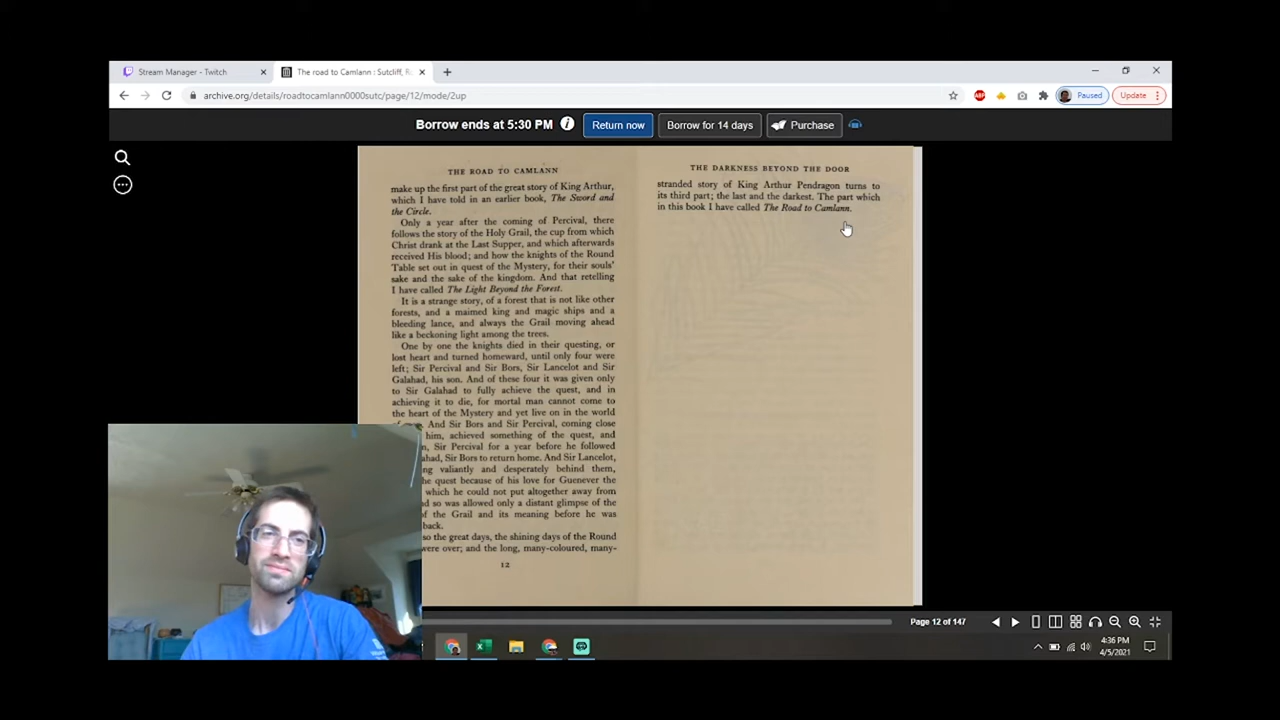 Stream Manager - Twitch
The road to Camlann : Sutcliff, R
archive.org/details/roadtocamlann0000sutc/page/12/mode/2up
ABP
Paused
Update
Borrow ends at 5:30 PM
Return now
Borrow for 14 days
Purchase
THE ROAD TO CAMLANN
make up the first part of the great story of King Arthur,
which I have told in an earlier book, The Sword and
the Circle.
Only a year after the coming of Percival, there
follows the story of the Holy Grail, the cup from which
Christ drank at the Last Supper, and which afterwards
received His blood; and how the knights of the Round
Table set out in quest of the Mystery, for their souls'
sake and the sake of the kingdom. And that retelling
I have called The Light Beyond the Forest.
It is a strange story, of a forest that is not like other
forests, and a maimed king and magic ships and a
bleeding lance, and always the Grail moving ahead
like a beckoning light among the trees.
One by one the knights died in their questing, or
lost heart and turned homeward, until only four were
left; Sir Percival and Sir Bors, Sir Lancelot and Sir
Galahad, his son. And of these four it was given only
to Sir Galahad to fully achieve the quest, and in
achieving it to die, for mortal man cannot come to
the heart of the Mystery and yet live on in the world
And Sir Bors and Sir Percival, coming close
him, achieved something of the quest, and
Sir Percival for a year before he followed
ahad, Sir Bors to return home. And Sir Lancelot,
ng valiantly and desperately behind them,
he quest because of his love for Guenever the
which he could not put altogether away from
d so was allowed only a distant glimpse of the
of the Grail and its meaning before he was
back.
so the great days, the shining days of the Round
were over; and the long, many-coloured, many-
12
THE DARKNESS BEYOND THE DOOR
stranded story of King Arthur Pendragon turns to
its third part; the last and the darkest. The part which
in this book I have called The Road to Camlann.
Page 12 of 147
4:36 PM
4/5/2021